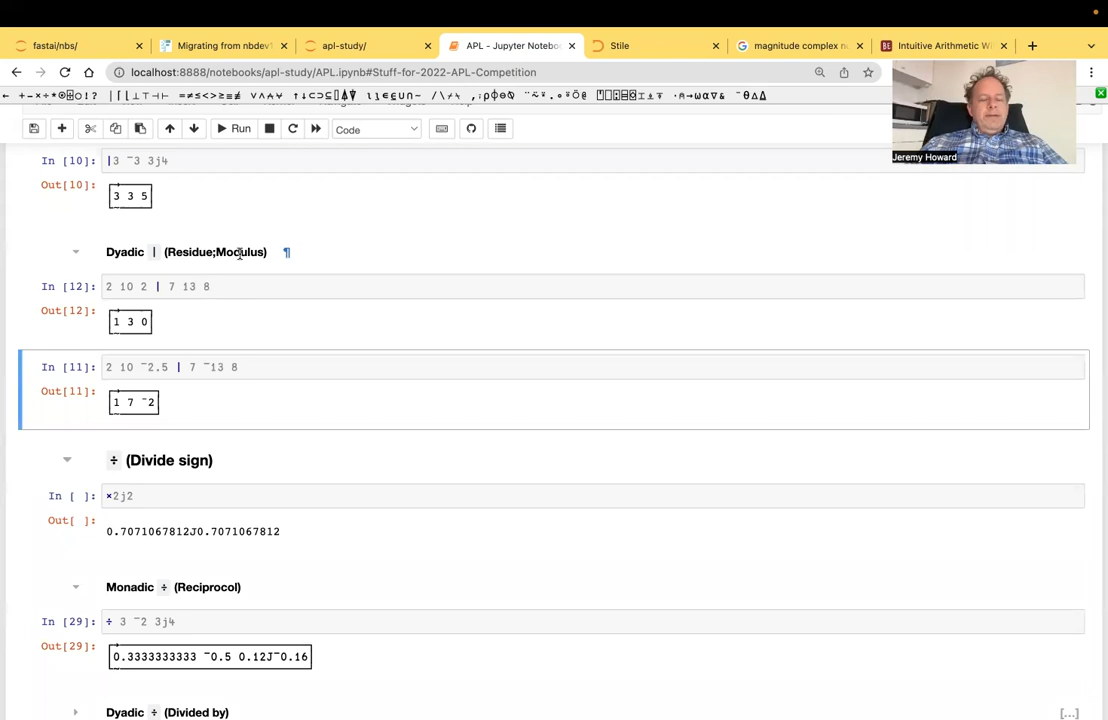 fastai/nbs/
Migrating from nbdev1
apl-study/
APL - Jupyter Notebo
Stile
magnitude complex n
Intuitive Arithmetic Wi
localhost:8888/notebooks/apl-study/APL.ipynb#Stuff-for-2022-APL-Competition
Run
Code
Jeremy Howard
In [10]: |3 ¯3 3j4
Out[10]: 3 3 5
Dyadic | (Residue;Modulus) ¶
In [12]: 2 10 2 | 7 13 8
Out[12]: 1 3 0
In [11]: 2 10 ¯2.5 | 7 ¯13 8
Out[11]: 1 7 ¯2
÷ (Divide sign)
In [ ]: ×2j2
Out[ ]: 0.7071067812J0.7071067812
Monadic ÷ (Reciprocol)
In [29]: ÷ 3 ¯2 3j4
Out[29]: 0.3333333333 ¯0.5 0.12J¯0.16
Dyadic ÷ (Divided by)
[...]